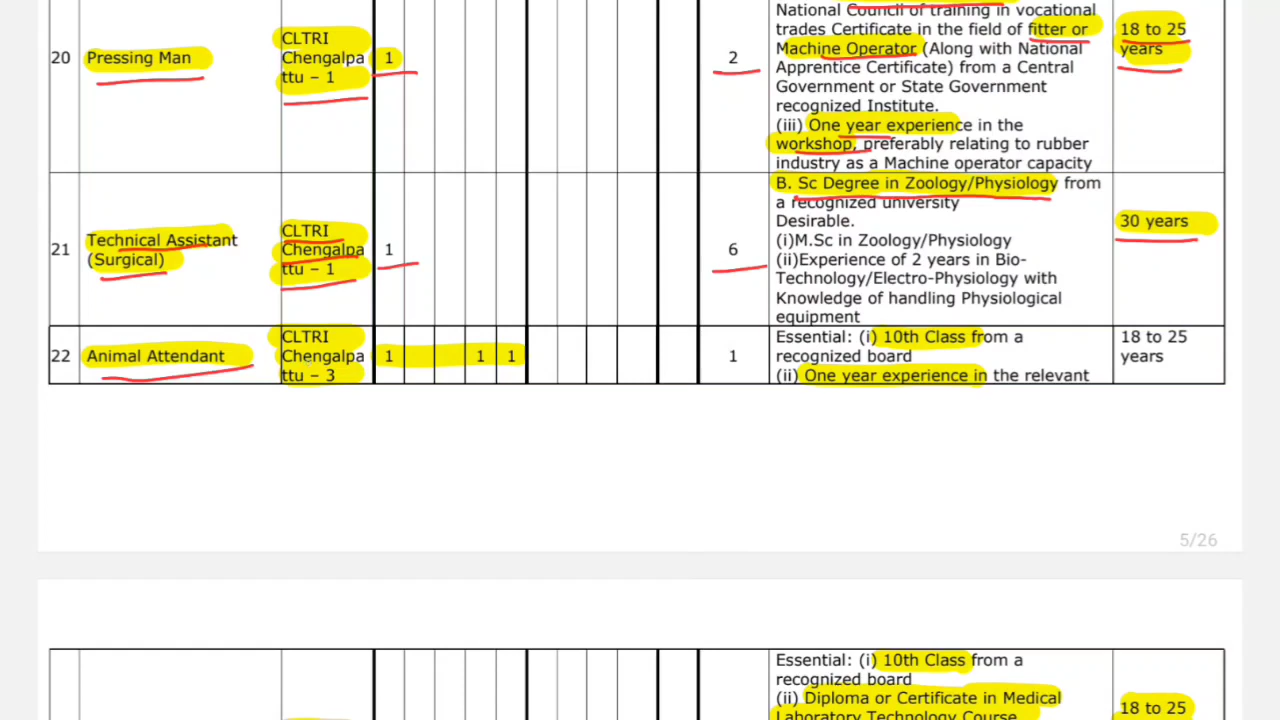 National Council of training in vocational
trades Certificate in the field of fitter or
Machine Operator (Along with National
Apprentice Certificate) from a Central
Government or State Government
recognized Institute.
(iii) One year experience in the
workshop, preferably relating to rubber
industry as a Machine operator capacity
20
Pressing Man
CLTRI
Chengalpa
ttu – 1
1
2
18 to 25
years
21
Technical Assistant
(Surgical)
CLTRI
Chengalpa
ttu – 1
1
6
B. Sc Degree in Zoology/Physiology from
a recognized university
Desirable.
(i)M.Sc in Zoology/Physiology
(ii)Experience of 2 years in Bio-
Technology/Electro-Physiology with
Knowledge of handling Physiological
equipment
30 years
22
Animal Attendant
CLTRI
Chengalpa
ttu – 3
1 1 1
1
Essential: (i) 10th Class from a
recognized board
(ii) One year experience in the relevant
18 to 25
years
5/26
Essential: (i) 10th Class from a
recognized board
(ii) Diploma or Certificate in Medical
Laboratory Technology Course
18 to 25